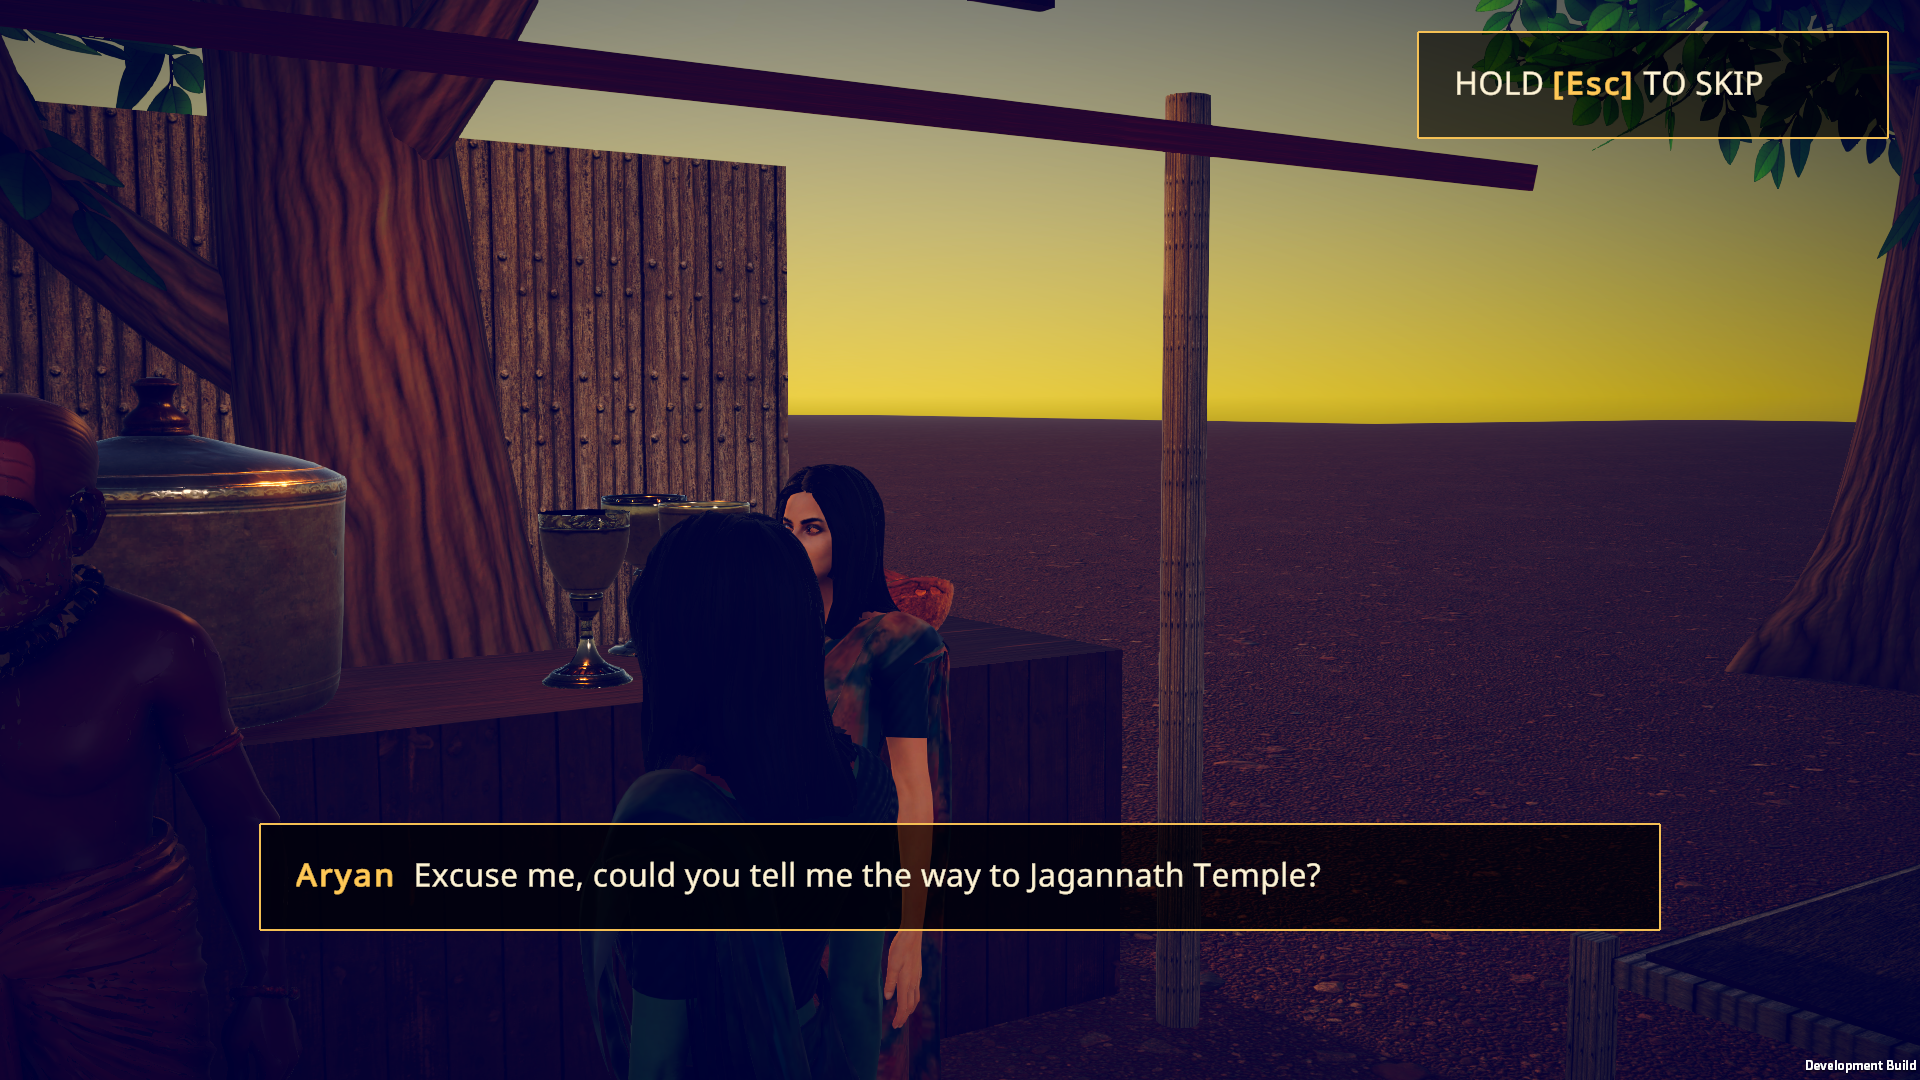 HOLD [Esc] TO SKIP
Aryan Excuse me, could you tell me the way to Jagannath Temple?
Development Build